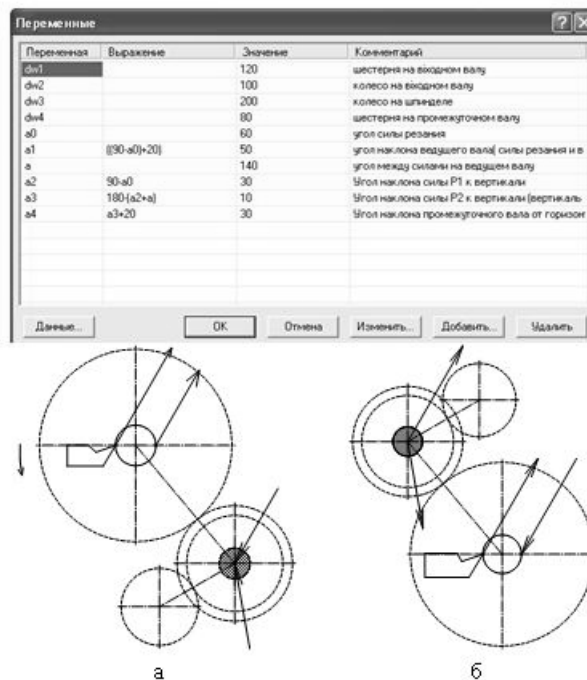 Переменные
Переменная Выражение Значение Комментарий
dw1 120 шестерня на віходном валу
dw2 100 колесо на віходном валу
dw3 200 колесо на шпинделе
dw4 80 шестерня на промежуточном валу
a0 60 угол силы резания
a1 ((90-a0)+20) 50 угол наклона ведущего вала( силы резания и в
a 140 угол между силами на ведущем валу
a2 90-a0 30 Угол наклона силы P1 к вертикали
a3 180-(a2+a) 10 Угол наклона силы P2 к вертикали (вертикаль
a4 a3+20 30 Угол наклона промежуточного вала от горизон
Данные... ОК Отмена Изменить... Добавить... Удалить
а б